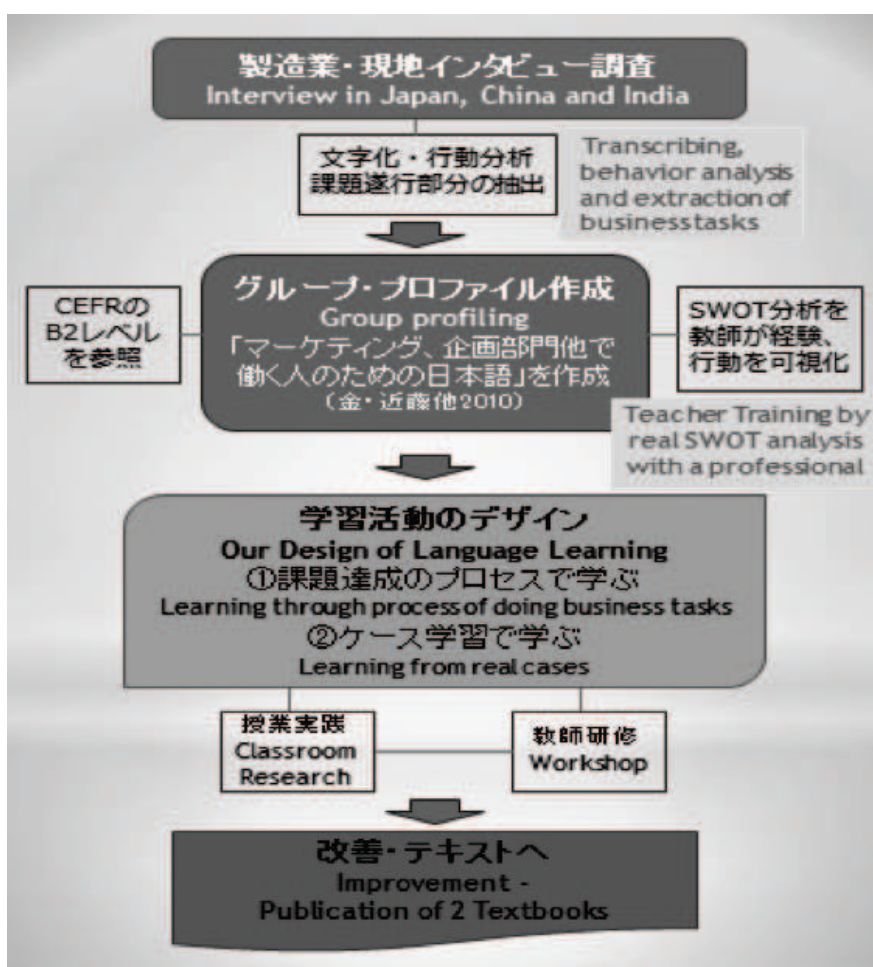 製造業・現地インタビュー調査
Interview in Japan, China and India
文字化・行動分析
課題遂行部分の抽出
Transcribing,
behavior analysis
and extraction of
business tasks
グループ・プロファイル作成
Group profiling
「マーケティング、企画部門他で
働く人のための日本語」を作成
(金・近藤他2010)
CEFRの
B2レベル
を参照
SWOT分析を
教師が経験、
行動を可視化
Teacher Training by
real SWOT analysis
with a professional
学習活動のデザイン
Our Design of Language Learning
①課題達成のプロセスで学ぶ
Learning through process of doing business tasks
②ケース学習で学ぶ
Learning from real cases
授業実践
Classroom
Research
教師研修
Workshop
改善・テキストへ
Improvement -
Publication of 2 Textbooks